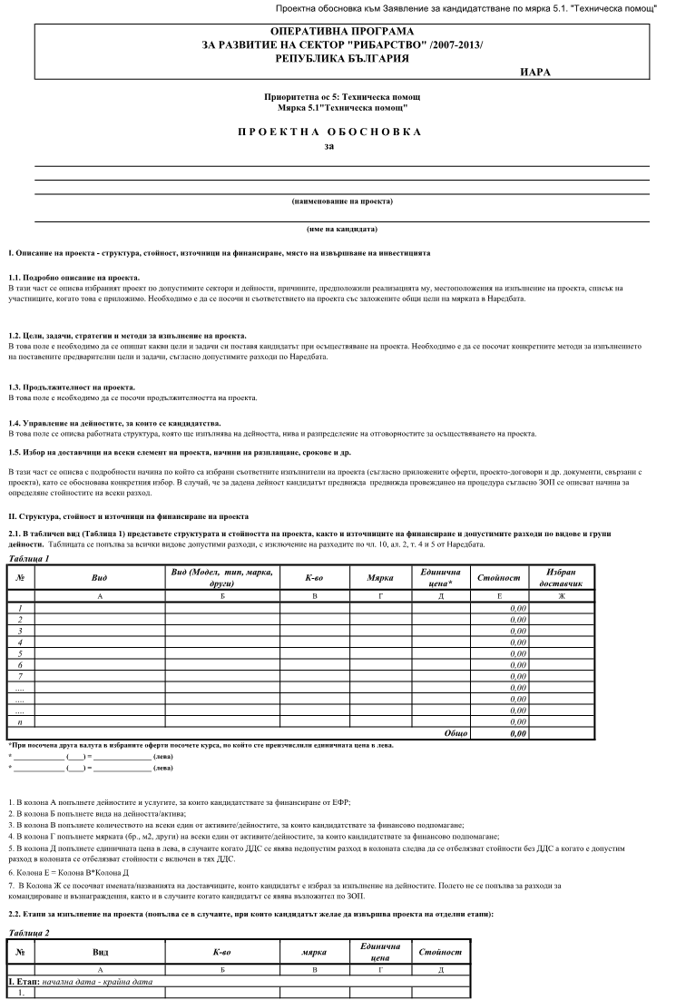 Проектна обосновка към Заявление за кандидатстване по мярка 5.1. "Техническа помощ"
ОПЕРАТИВНА ПРОГРАМА
ЗА РАЗВИТИЕ НА СЕКТОР "РИБАРСТВО" /2007-2013/
РЕПУБЛИКА БЪЛГАРИЯ
ИАРА
Приоритетна ос 5: Техническа помощ
Мярка 5.1"Техническа помощ"
П Р О Е К Т Н А О Б О С Н О В К А
за
(наименование на проекта)
(име на кандидата)
I. Описание на проекта - структура, стойност, източници на финансиране, място на извършване на инвестицията
1.1. Подробно описание на проекта.
В тази част се описва избраният проект по допустимите сектори и дейности, причините, предположили реализацията му, местоположения на изпълнение на проекта, списък на
участниците, когато това е приложимо. Необходимо е да се посочи и съответствието на проекта със заложените общи цели на мярката в Наредбата.
1.2. Цели, задачи, стратегии и методи за изпълнение на проекта.
В това поле е необходимо да се опишат какви цели и задачи си поставя кандидатът при осъществяване на проекта. Необходимо е да се посочат конкретните методи за изпълнението
на поставените предварителни цели и задачи, съгласно допустимите разходи по Наредбата.
1.3. Продължителност на проекта.
В това поле е необходимо да се посочи продължителността на проекта.
1.4. Управление на дейностите, за които се кандидатства.
В това поле се описва работната структура, която ще изпълнява на дейността, нива и разпределение на отговорностите за осъществяването на проекта.
1.5. Избор на доставчици на всеки елемент на проекта, начини на разплащане, срокове и др.
В тази част се описва с подробности начина по който са избрани съответните изпълнители на проекта (съгласно приложените оферти, проекто-договори и др. документи, свързани с
проекта), като се обосновава конкретния избор. В случай, че за дадена дейност кандидатът предвижда предвижда провеждането на процедура съгласно ЗОП се описват начина за
определяне стойностите на всеки разход.
II. Структура, стойност и източници на финансиране на проекта
2.1. В табличен вид (Таблица 1) представете структурата и стойността на проекта, както и източниците на финансиране и допустимите разходи по видове и групи
дейности. Таблицата се попълва за всички видове допустими разходи, с изключение на разходите по чл. 10, ал. 2, т. 4 и 5 от Наредбата.
Таблица 1
№ Вид Вид (Модел, тип, марка, други) К-во Мярка Единична цена* Стойност Избран доставчик
А Б В Г Д Е Ж
1 0,00
2 0,00
3 0,00
4 0,00
5 0,00
6 0,00
7 0,00
.... 0,00
.... 0,00
.... 0,00
n 0,00
Общо 0,00
*При посочена друга валута в избраните оферти посочете курса, по който сте преизчислили единичната цена в лева.
* ______________ (____) = ________________ (лева)
* ______________ (____) = ________________ (лева)
1. В колона А попълнете дейностите и услугите, за които кандидатствате за финансиране от ЕФР;
2. В колона Б попълнете вида на дейността/актива;
3. В колона В попълнете количеството на всеки един от активите/дейностите, за които кандидатствате за финансово подпомагане;
4. В колона Г попълнете мярката (бр., м2, други) на всеки един от активите/дейностите, за които кандидатствате за финансово подпомагане;
5. В колона Д попълнете единичната цена в лева, в случаите когато ДДС се явява недопустим разход в колоната следва да се отбелязват стойности без ДДС а когато е допустим
разход в колоната се отбелязват стойности с включен в тях ДДС.
6. Колона Е = Колона В*Колона Д
7. В Колона Ж се посочват имената/названията на доставчиците, които кандидатът е избрал за изпълнение на дейностите. Полето не се попълва за разходи за
командироване и възнаграждения, както и в случаите когато кандидатът се явява възложител по ЗОП.
2.2. Етапи за изпълнение на проекта (попълва се в случаите, при които кандидатът желае да извършва проекта на отделни етапи):
Таблица 2
№ Вид К-во мярка Единична цена Стойност
А Б В Г Д
I. Етап: начална дата - крайна дата
1.